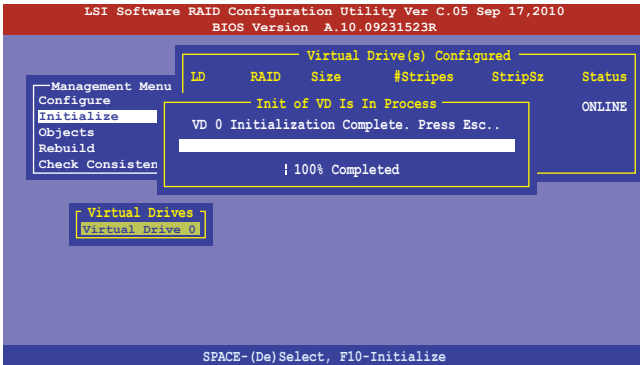 LSI Software RAID Configuration Utility Ver C.05 Sep 17,2010
BIOS Version A.10.09231523R
Virtual Drive(s) Configured
LD RAID Size #Stripes StripSz Status
ONLINE
Management Menu
Configure
Initialize
Objects
Rebuild
Check Consisten
Init of VD Is In Process
VD 0 Initialization Complete. Press Esc..
100% Completed
Virtual Drives
Virtual Drive 0
SPACE-(De)Select, F10-Initialize